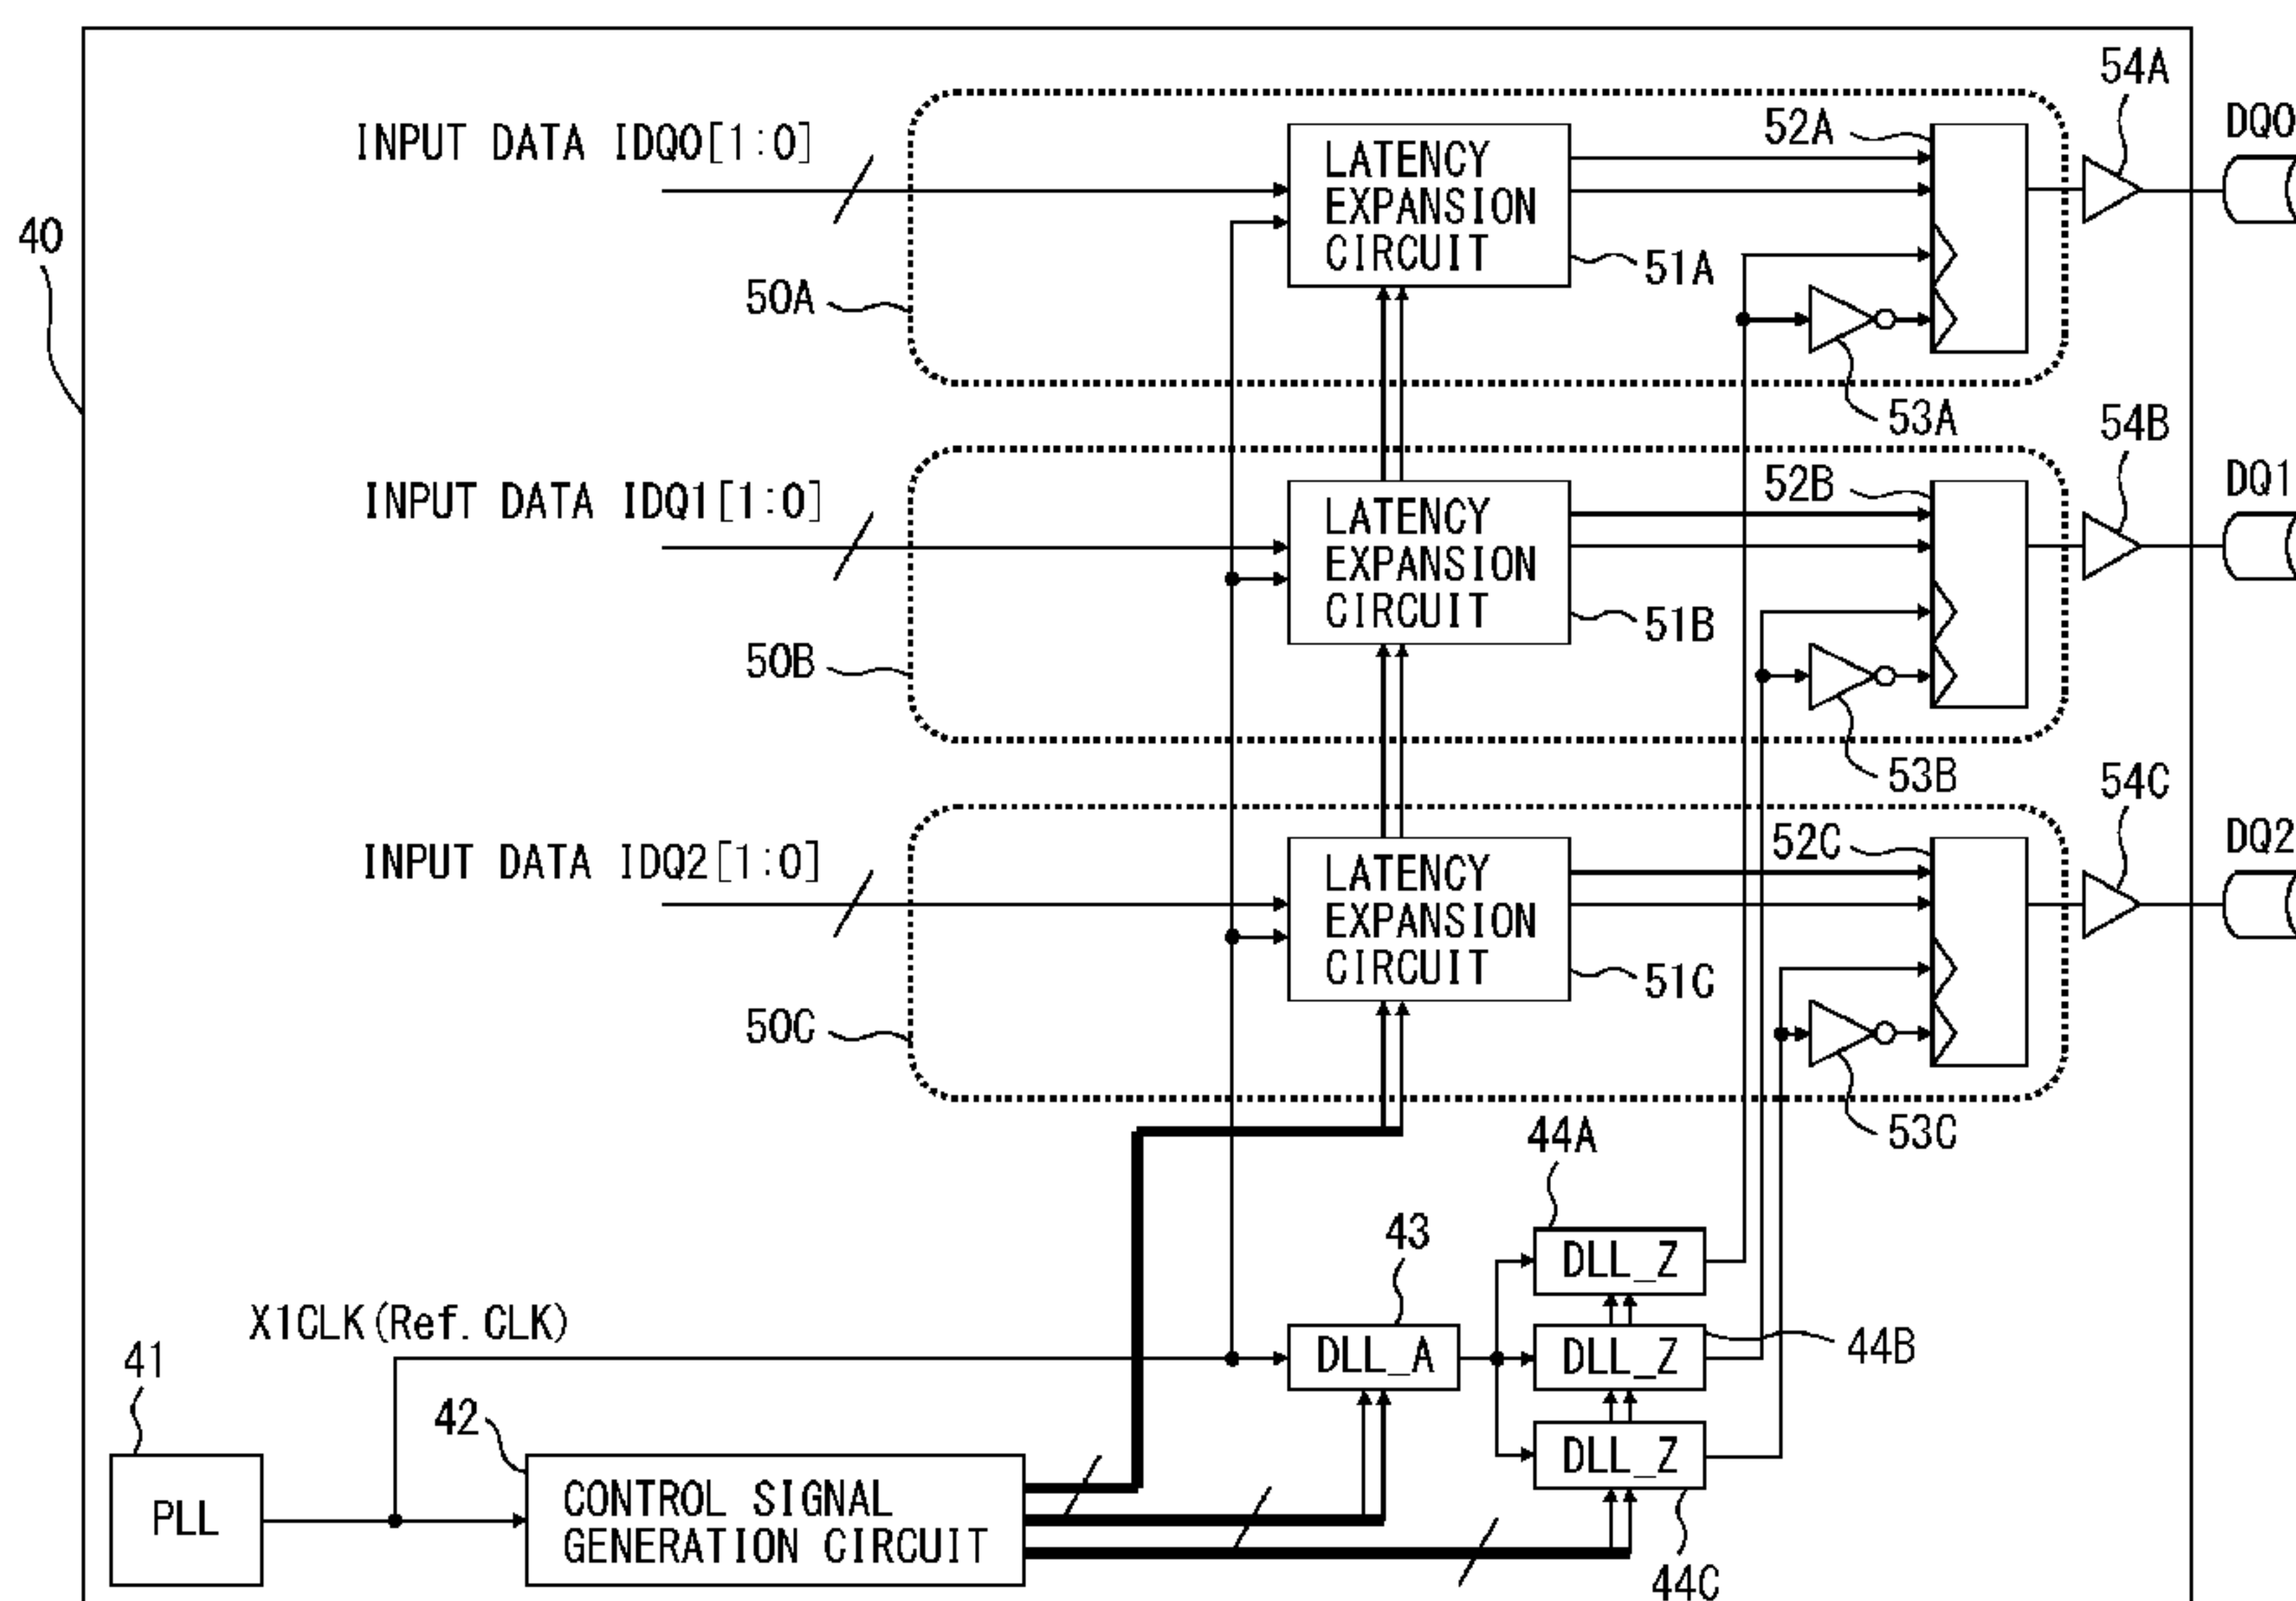 54A
INPUT DATA IDQ0[1:0]
LATENCY
EXPANSION
CIRCUIT
52A
DQ0
40
50A
51A
53A
54B
INPUT DATA IDQ1[1:0]
LATENCY
EXPANSION
CIRCUIT
52B
DQ1
50B
51B
53B
54C
INPUT DATA IDQ2[1:0]
LATENCY
EXPANSION
CIRCUIT
52C
DQ2
50C
51C
53C
44A
43
DLL_Z
X1CLK(Ref.CLK)
DLL_A
DLL_Z
44B
41
42
DLL_Z
PLL
CONTROL SIGNAL
GENERATION CIRCUIT
44C